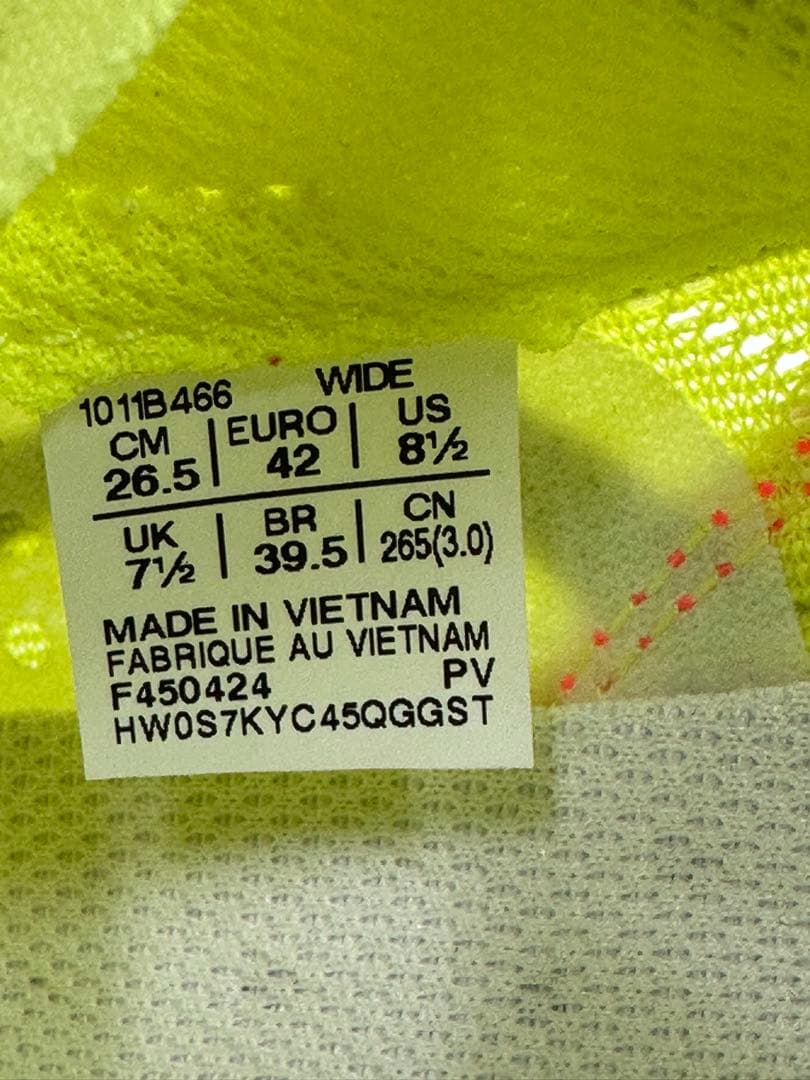 1011B466 WIDE
CM | EURO | US
26.5 | 42 | 8½
UK | BR | CN
7½ | 39.5 | 265(3.0)
MADE IN VIETNAM
FABRIQUE AU VIETNAM
F450424 PV
HW0S7KYC45QGGST